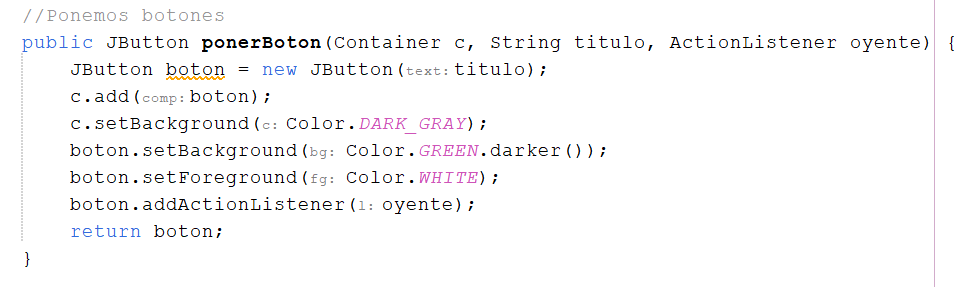 //Ponemos botones
public JButton ponerBoton(Container c, String titulo, ActionListener oyente) {
JButton boton = new JButton(text: titulo);
c.add(comp: boton);
c.setBackground(c: Color.DARK_GRAY);
boton.setBackground(bg: Color.GREEN.darker());
boton.setForeground(fg: Color.WHITE);
boton.addActionListener(l: oyente);
return boton;
}